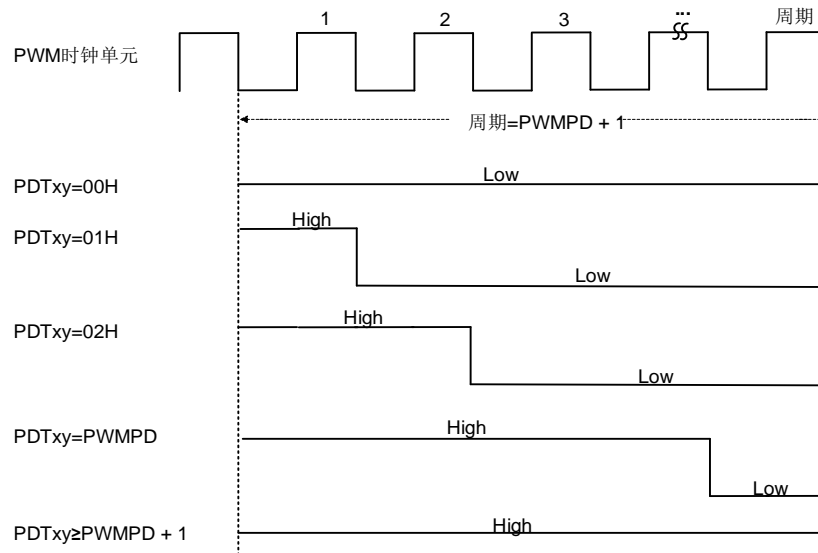 1 2 3 ... 周期
PWM时钟单元
周期=PWMPD + 1
PDTxy=00H Low
PDTxy=01H High Low
PDTxy=02H High Low
PDTxy=PWMPD High Low
PDTxy≥PWMPD + 1 High